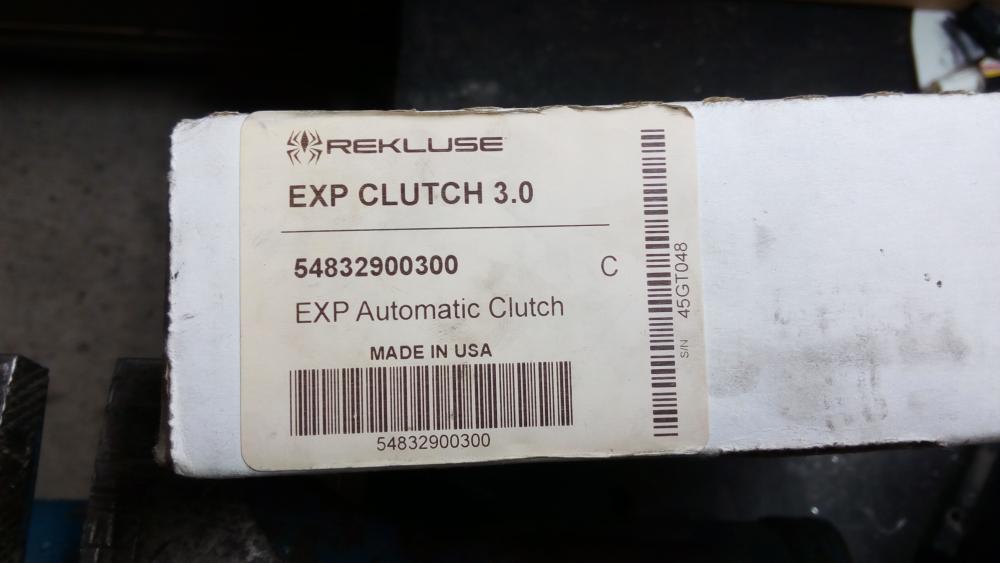 REKLUSE
EXP CLUTCH 3.0
54832900300 C
EXP Automatic Clutch
MADE IN USA
54832900300
S/N 45GT048